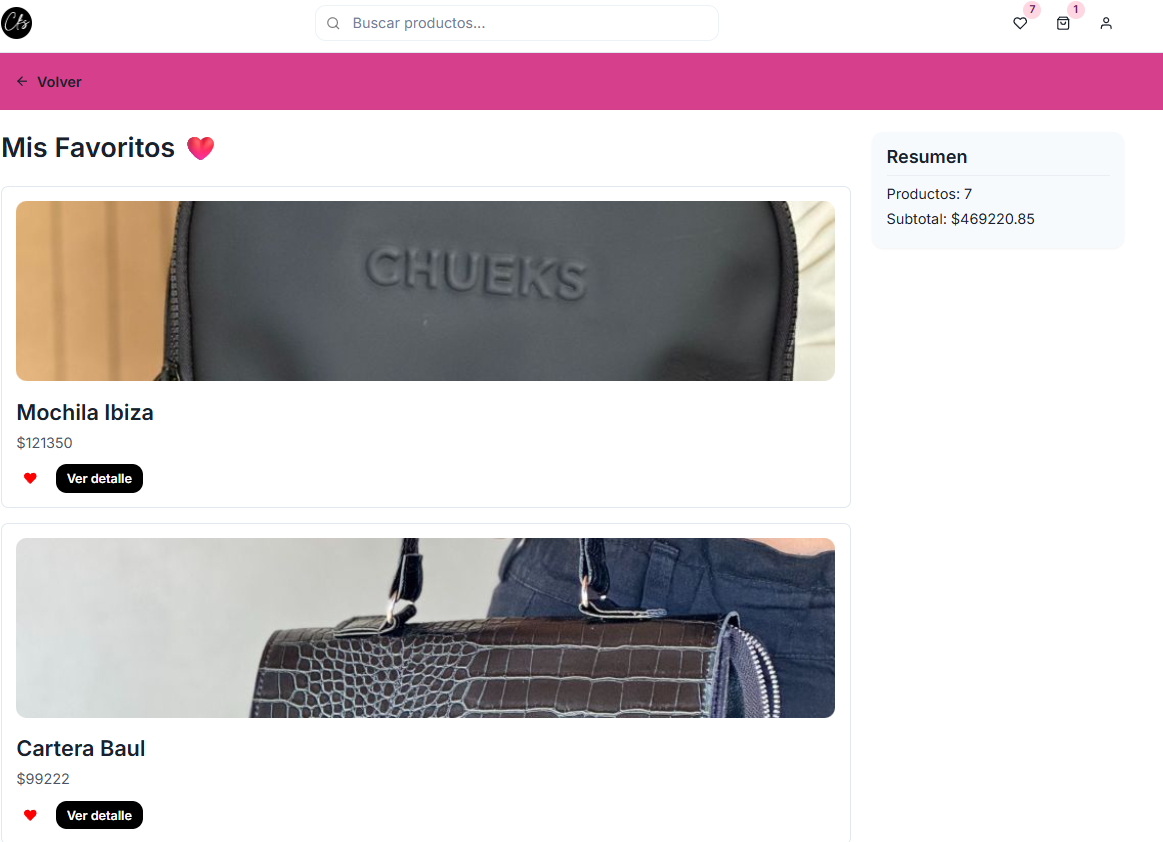 Cts
Buscar productos...
7
1
← Volver
Mis Favoritos
CHUEKS
Mochila Ibiza
$121350
Ver detalle
Cartera Baul
$99222
Ver detalle
Resumen
Productos: 7
Subtotal: $469220.85